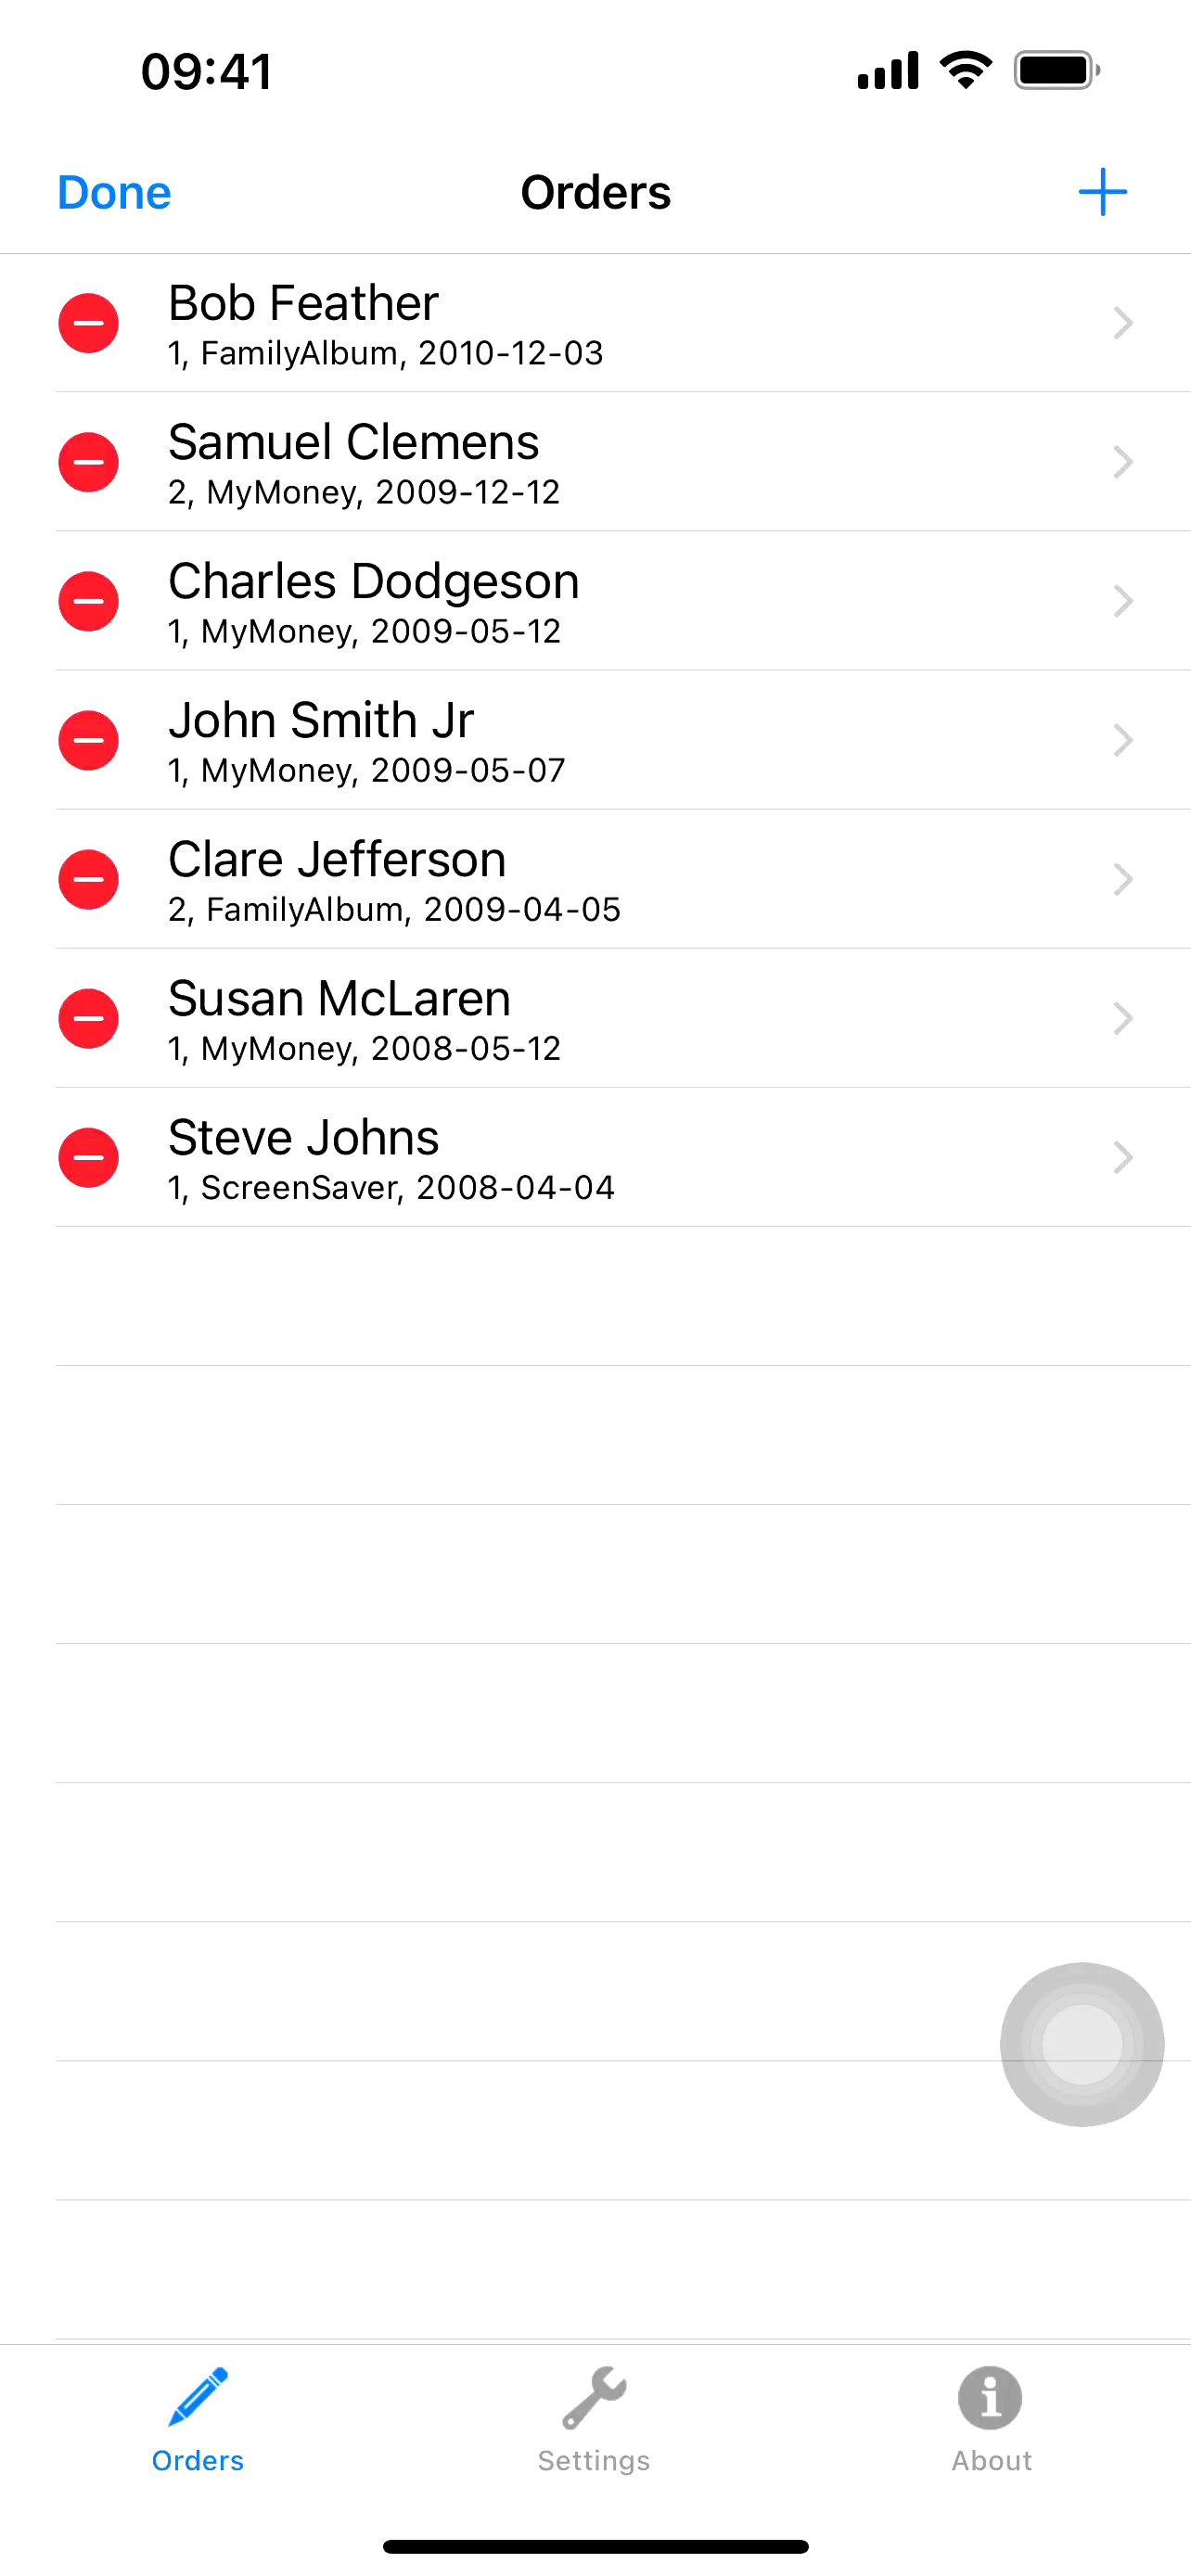 09:41
Done Orders
Bob Feather
1, FamilyAlbum, 2010-12-03
Samuel Clemens
2, MyMoney, 2009-12-12
Charles Dodgeson
1, MyMoney, 2009-05-12
John Smith Jr
1, MyMoney, 2009-05-07
Clare Jefferson
2, FamilyAlbum, 2009-04-05
Susan McLaren
1, MyMoney, 2008-05-12
Steve Johns
1, ScreenSaver, 2008-04-04
Orders Settings About